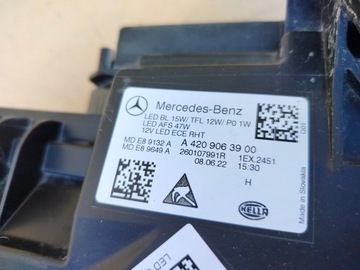 Mercedes-Benz
LED BL 15W/ TFL 12W/ PO 1W
LED AFS 47W
12V LED ECE RHT
MD E8 9132 A A 420 906 39 00
MD E8 9649 A 260107991R 1EX.2451
08.06.22 15:30
H
HELLA
Made in Slovakia